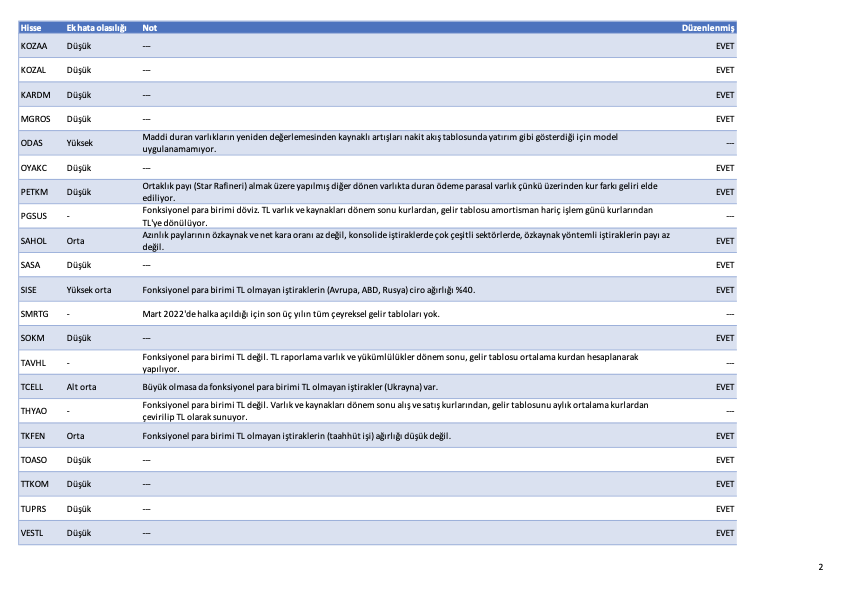 Hisse Ek hata olasılığı Not Düzenlenmiş
KOZAA Düşük --- EVET
KOZAL Düşük --- EVET
KARDM Düşük --- EVET
MGROS Düşük --- EVET
ODAS Yüksek Maddi duran varlıkların yeniden değerlemesinden kaynaklı artışları nakit akış tablosunda yatırım gibi gösterdiği için model
uygulanamamıyor. ---
OYAKC Düşük --- EVET
PETKM Düşük Ortaklık payı (Star Rafineri) almak üzere yapılmış diğer dönen varlıkta duran ödeme parasal varlık çünkü üzerinden kur farkı geliri elde
ediliyor. EVET
PGSUS - Fonksiyonel para birimi döviz. TL varlık ve kaynakları dönem sonu kurlardan, gelir tablosu amortisman hariç işlem günü kurlarından
TL'ye dönülüyor. ---
SAHOL Orta Azınlık paylarının özkaynak ve net kara oranı az değil, konsolide iştiraklerde çok çeşitli sektörlerde, özkaynak yöntemli iştiraklerin payı az
değil. EVET
SASA Düşük --- EVET
SISE Yüksek orta Fonksiyonel para birimi TL olmayan iştiraklerin (Avrupa, ABD, Rusya) ciro ağırlığı %40. EVET
SMRTG - Mart 2022'de halka açıldığı için son üç yılın tüm çeyreksel gelir tabloları yok. ---
SOKM Düşük --- EVET
TAVHL - Fonksiyonel para birimi TL değil. TL raporlama varlık ve yükümlülükler dönem sonu, gelir tablosu ortalama kurdan hesaplanarak
yapılıyor. ---
TCELL Alt orta Büyük olmasa da fonksiyonel para birimi TL olmayan iştirakler (Ukrayna) var. EVET
THYAO - Fonksiyonel para birimi TL değil. Varlık ve kaynakları dönem sonu alış ve satış kurlarından, gelir tablosunu aylık ortalama kurlardan
çevirilip TL olarak sunuyor. ---
TKFEN Orta Fonksiyonel para birimi TL olmayan iştiraklerin (taahhüt işi) ağırlığı düşük değil. EVET
TOASO Düşük --- EVET
TTKOM Düşük --- EVET
TUPRS Düşük --- EVET
VESTL Düşük --- EVET
2